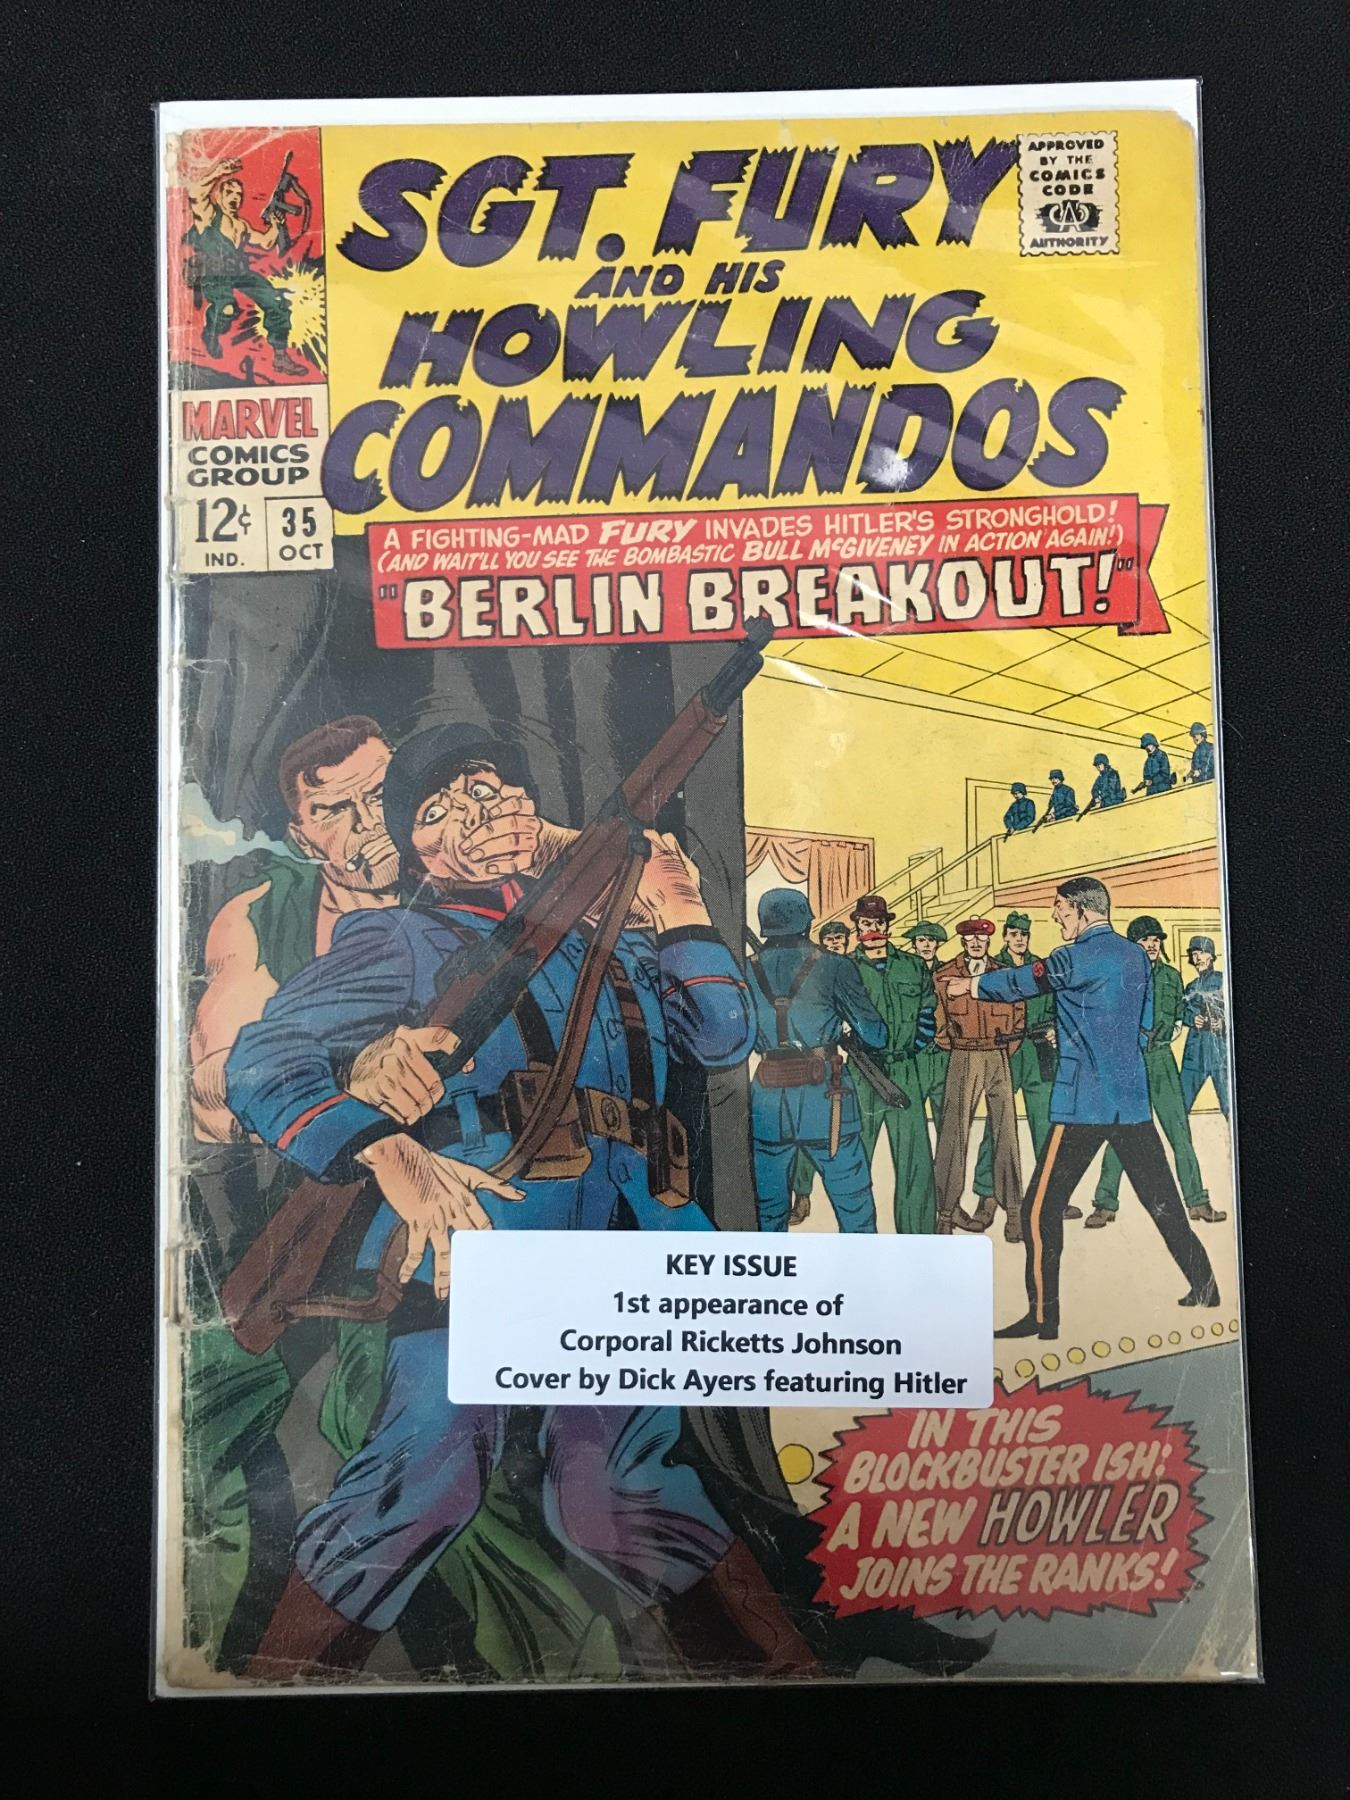 SGT. FURY
AND HIS
HOWLING
COMMANDOS
APPROVED
BY THE
COMICS
CODE
CA
AUTHORITY
MARVEL
COMICS
GROUP
12¢
IND.
35
OCT
A FIGHTING-MAD FURY INVADES HITLER'S STRONGHOLD!
(AND WAIT'LL YOU SEE THE BOMBASTIC BULL McGIVENEY IN ACTION AGAIN!)
"BERLIN BREAKOUT!"
KEY ISSUE
1st appearance of
Corporal Ricketts Johnson
Cover by Dick Ayers featuring Hitler
IN THIS
BLOCKBUSTER ISH:
A NEW HOWLER
JOINS THE RANKS!